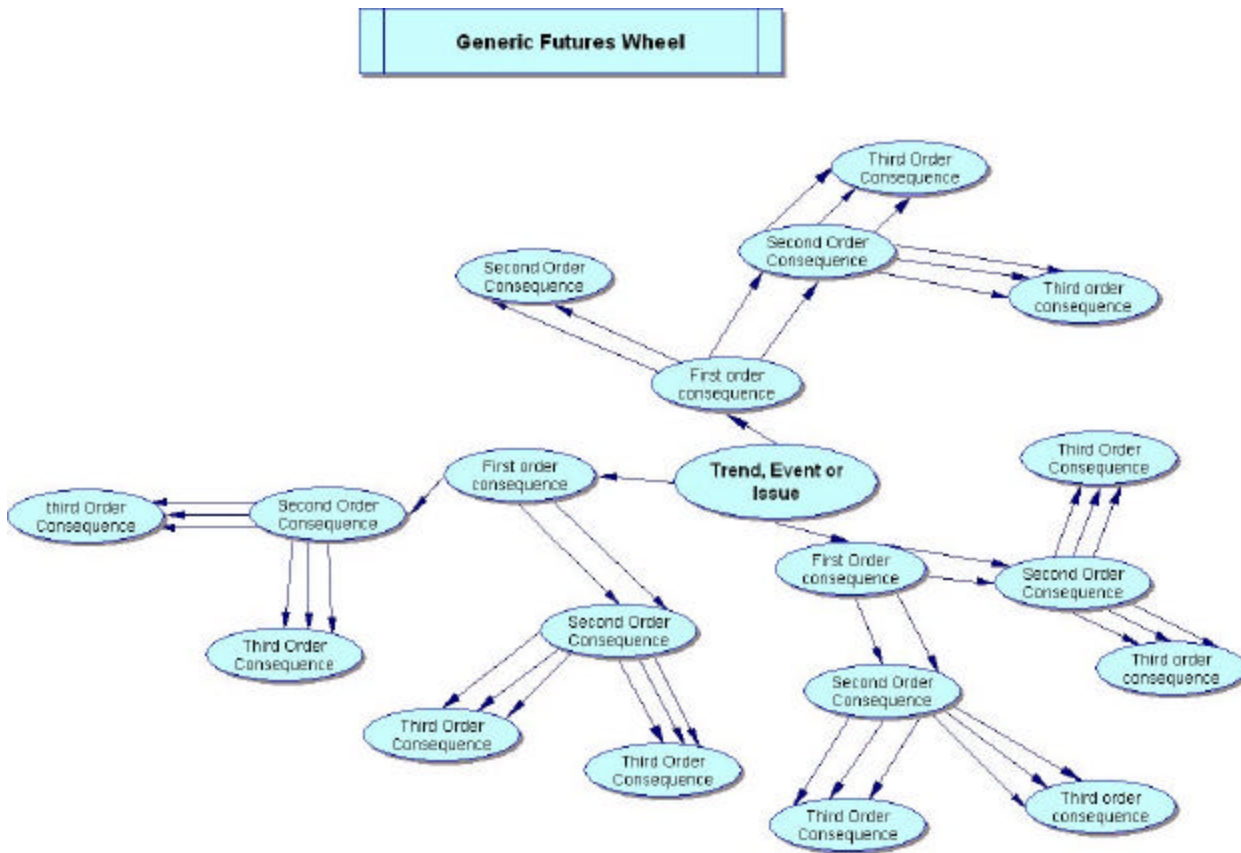 Generic Futures Wheel
Third Order
Consequence
Second Order
Consequence
Second Order
Consequence
Third order
consequence
First order
consequence
Trend, Event or
Issue
First order
consequence
Third Order
Consequence
third Order
Consequence
Second Order
Consequence
First Order
consequence
Second Order
Consequence
Second Order
Consequence
Third Order
Consequence
Third order
consequence
Second Order
Consequence
Third Order
Consequence
Third Order
Consequence
Third order
consequence
Third Order
Consequence